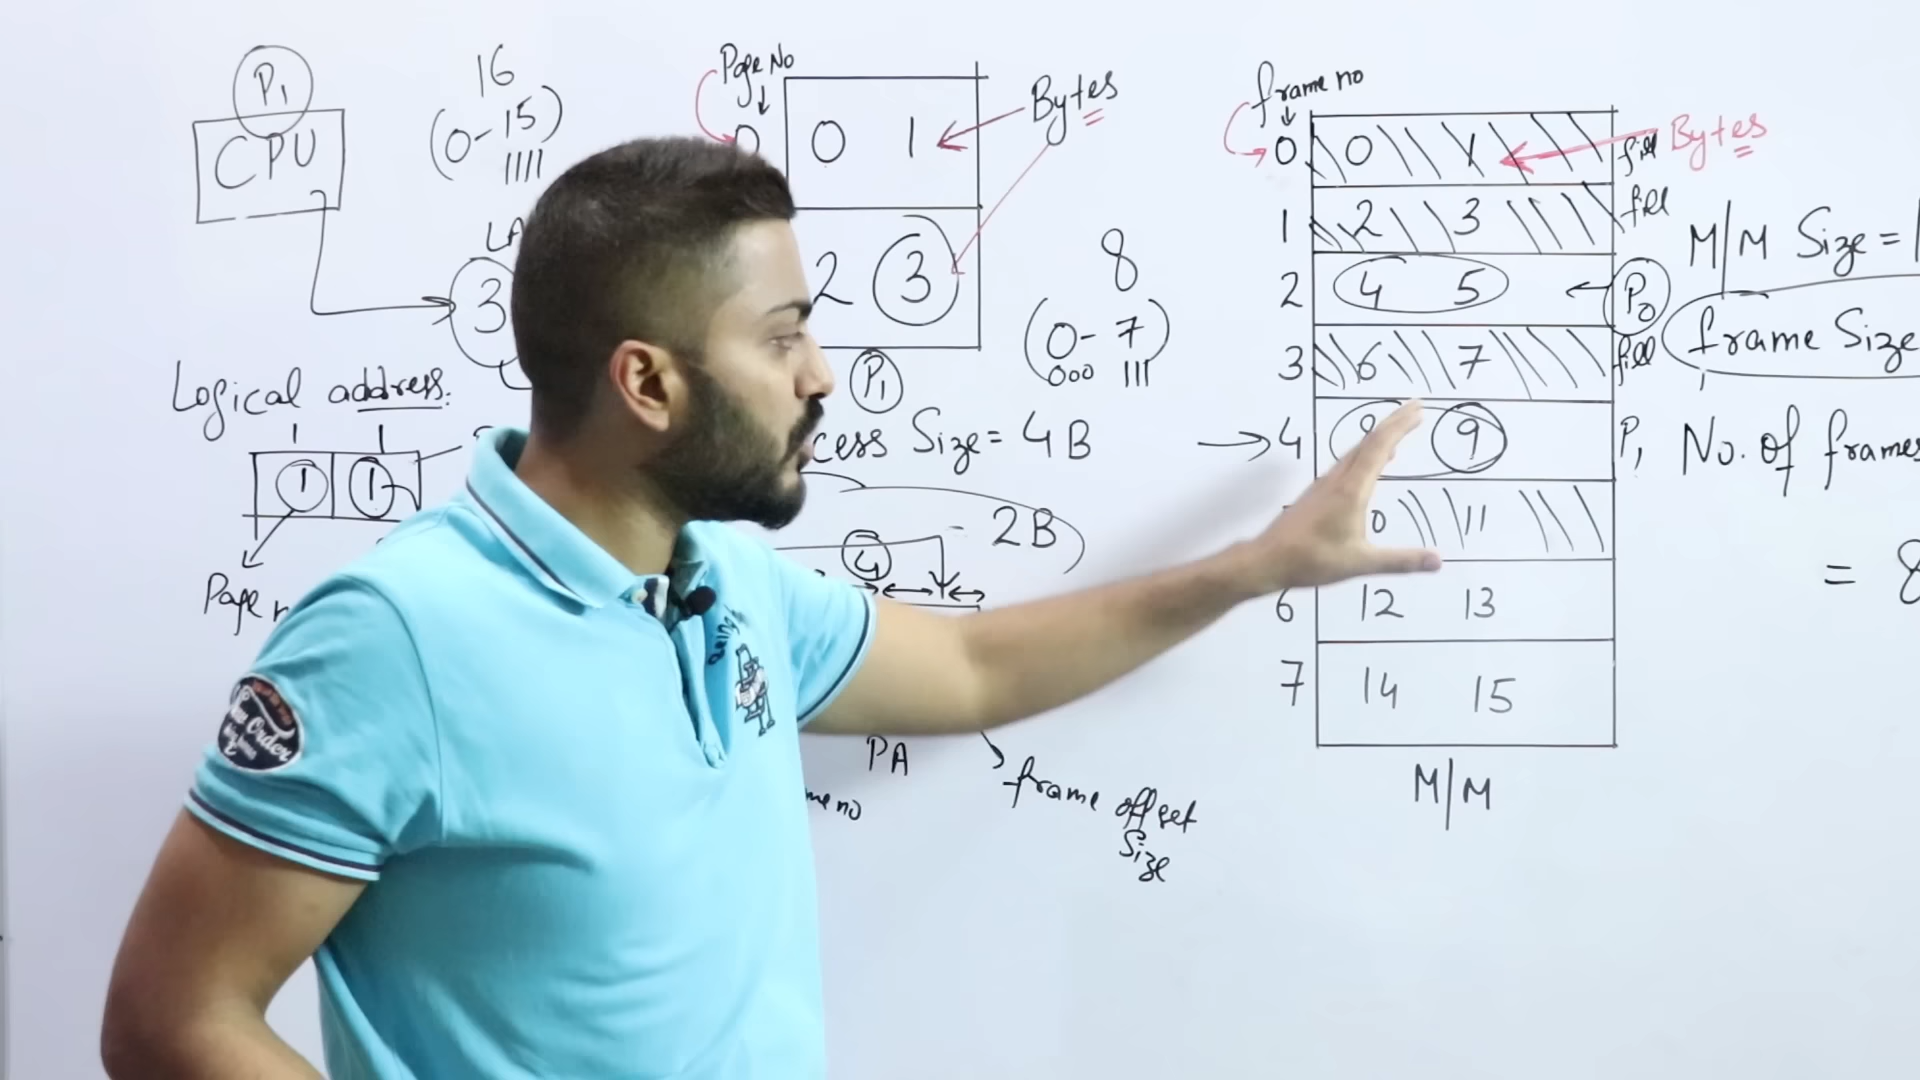 P1
CPU
16
(0-15)
1111
LA
3
Logical address.
1 1
1 1
Page No
0 0 1
2 3
Bytes
P1
8
(0-7)
000 111
Size = 4B
2B
4
PA
frame offset
Size
frame no
0 0 1 fill
Bytes
1 2 3 fill
2 4 5 P0
3 6 7 fill
4 9 P1
11
6 12 13
7 14 15
M/M
M/M Size =
frame Size
No. of frames
= 8